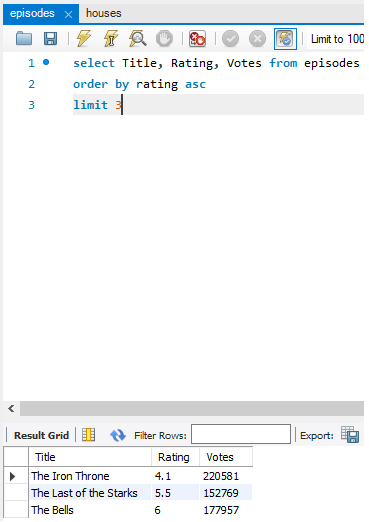 episodes × houses
Limit to 100
1 select Title, Rating, Votes from episodes
2 order by rating asc
3 limit 3
Result Grid Filter Rows: Export:
Title Rating Votes
The Iron Throne 4.1 220581
The Last of the Starks 5.5 152769
The Bells 6 177957